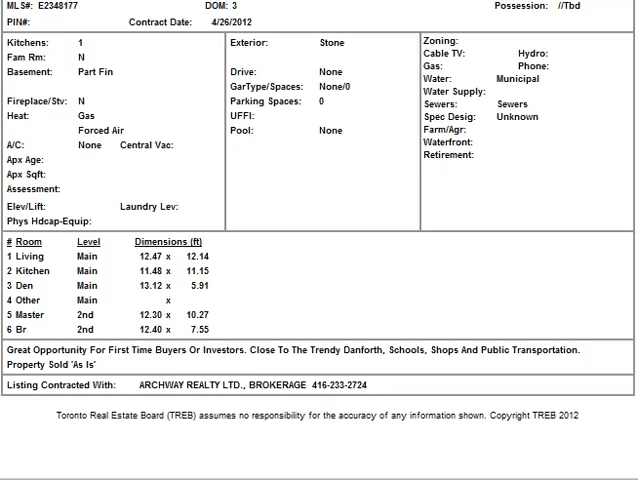 MLS#: E2348177 DOM: 3 Possession: //Tbd
PIN#: Contract Date: 4/26/2012
Kitchens: 1
Fam Rm: N
Basement: Part Fin
Fireplace/Stv: N
Heat: Gas
Forced Air
A/C: None Central Vac:
Apx Age:
Apx Sqft:
Assessment:
Elev/Lift: Laundry Lev:
Phys Hdcap-Equip:
Exterior: Stone
Drive: None
GarType/Spaces: None/0
Parking Spaces: 0
UFFI:
Pool: None
Zoning:
Cable TV: Hydro:
Gas: Phone:
Water: Municipal
Water Supply:
Sewers: Sewers
Spec Desig: Unknown
Farm/Agr:
Waterfront:
Retirement:
# Room Level Dimensions (ft)
1 Living Main 12.47 x 12.14
2 Kitchen Main 11.48 x 11.15
3 Den Main 13.12 x 5.91
4 Other Main x
5 Master 2nd 12.30 x 10.27
6 Br 2nd 12.40 x 7.55
Great Opportunity For First Time Buyers Or Investors. Close To The Trendy Danforth, Schools, Shops And Public Transportation.
Property Sold 'As Is'
Listing Contracted With: ARCHWAY REALTY LTD., BROKERAGE 416-233-2724
Toronto Real Estate Board (TREB) assumes no responsibility for the accuracy of any information shown. Copyright TREB 2012